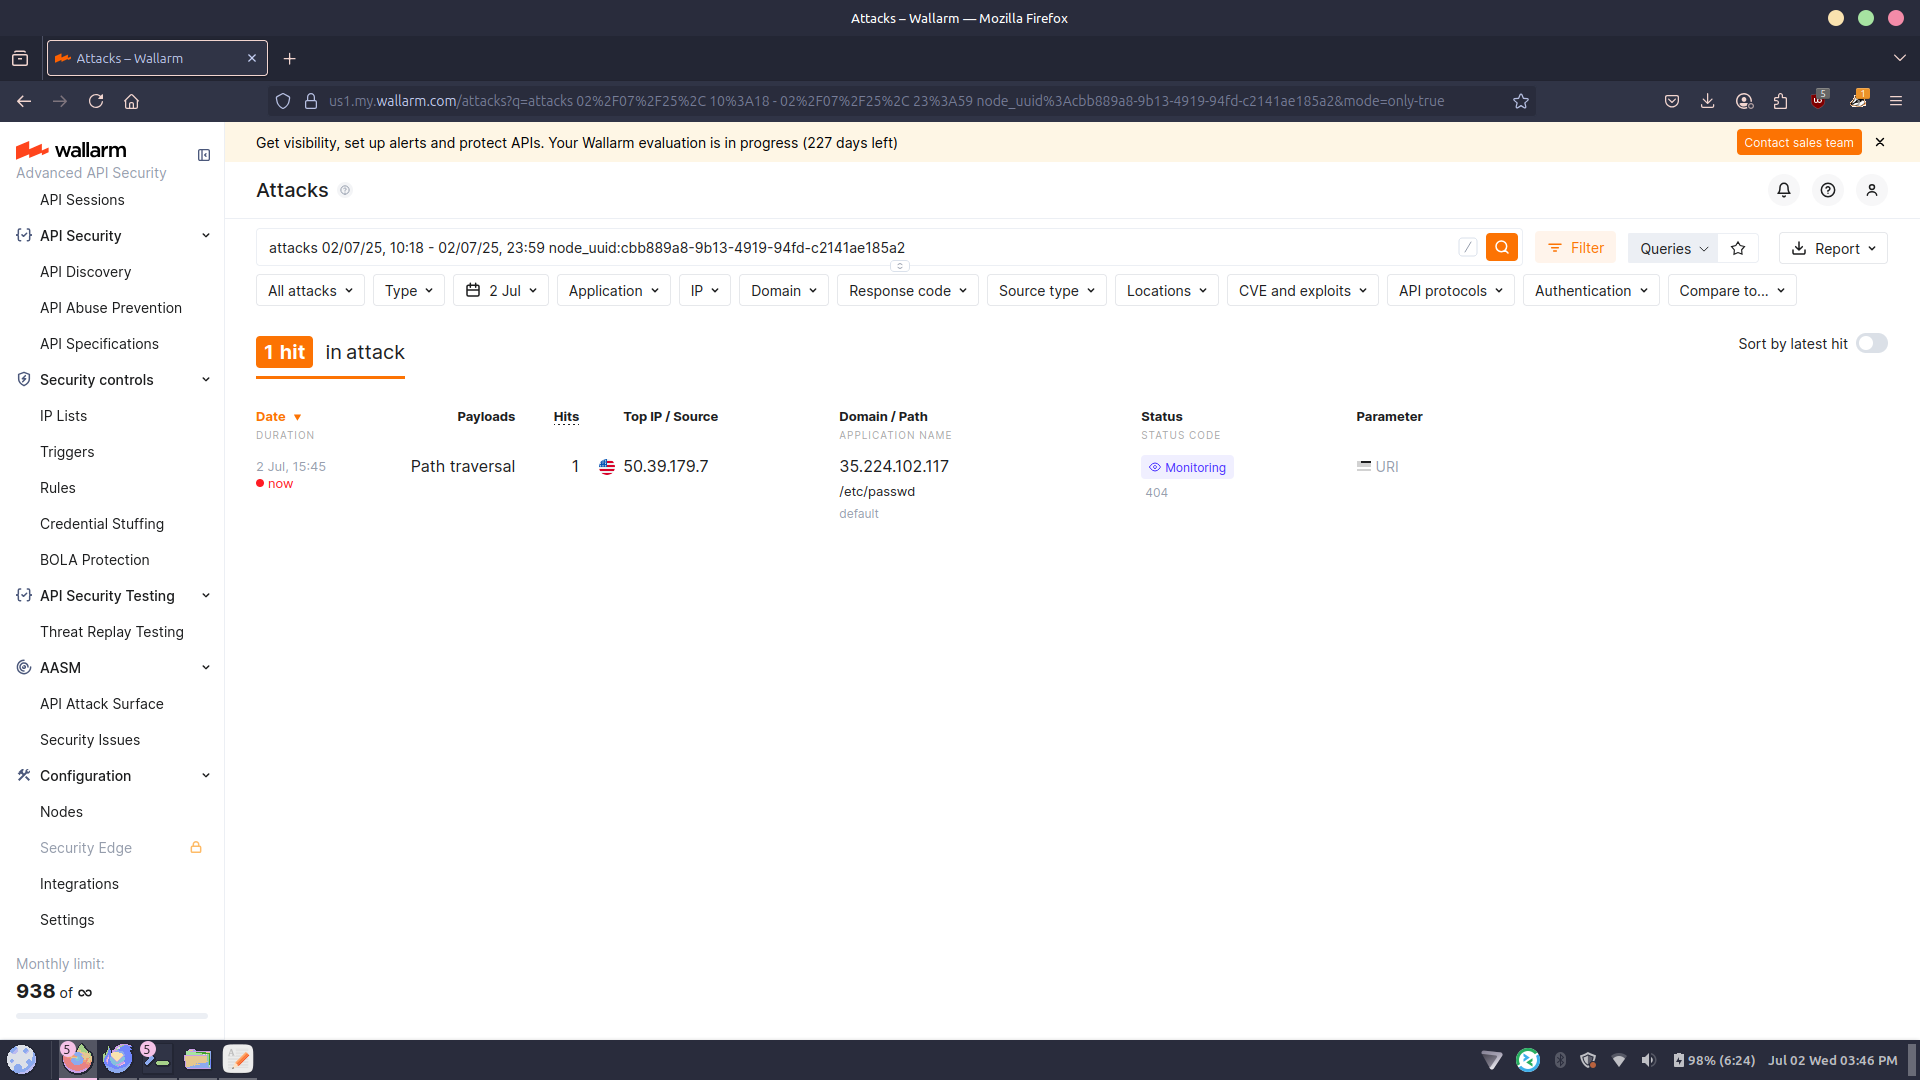 Attacks – Wallarm — Mozilla Firefox
Attacks – Wallarm
us1.my.wallarm.com/attacks?q=attacks 02%2F07%2F25%2C 10%3A18 - 02%2F07%2F25%2C 23%3A59 node_uuid%3Acbb889a8-9b13-4919-94fd-c2141ae185a2&mode=only-true
5
1
wallarm
Advanced API Security
API Sessions
API Security
API Discovery
API Abuse Prevention
API Specifications
Security controls
IP Lists
Triggers
Rules
Credential Stuffing
BOLA Protection
API Security Testing
Threat Replay Testing
AASM
API Attack Surface
Security Issues
Configuration
Nodes
Security Edge
Integrations
Settings
Monthly limit:
938 of ∞
Get visibility, set up alerts and protect APIs. Your Wallarm evaluation is in progress (227 days left)
Contact sales team
Attacks
attacks 02/07/25, 10:18 - 02/07/25, 23:59 node_uuid:cbb889a8-9b13-4919-94fd-c2141ae185a2
/
Filter
Queries
Report
All attacks
Type
2 Jul
Application
IP
Domain
Response code
Source type
Locations
CVE and exploits
API protocols
Authentication
Compare to...
1 hit in attack
Sort by latest hit
Date Payloads Hits Top IP / Source Domain / Path Status Parameter
DURATION APPLICATION NAME STATUS CODE
2 Jul, 15:45 Path traversal 1 50.39.179.7 35.224.102.117 Monitoring URI
now /etc/passwd 404
default
5
5
98% (6:24)
Jul 02 Wed 03:46 PM